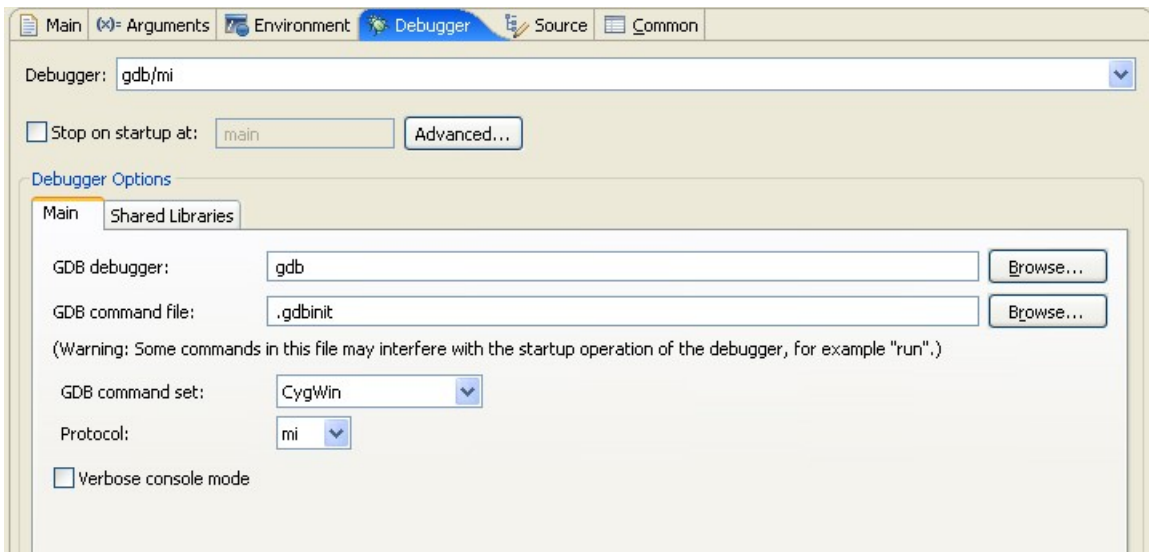 Main (x)= Arguments Environment Debugger Source Common
Debugger: gdb/mi
Stop on startup at: main Advanced...
Debugger Options
Main Shared Libraries
GDB debugger: gdb Browse...
GDB command file: .gdbinit Browse...
(Warning: Some commands in this file may interfere with the startup operation of the debugger, for example "run".)
GDB command set: CygWin
Protocol: mi
Verbose console mode